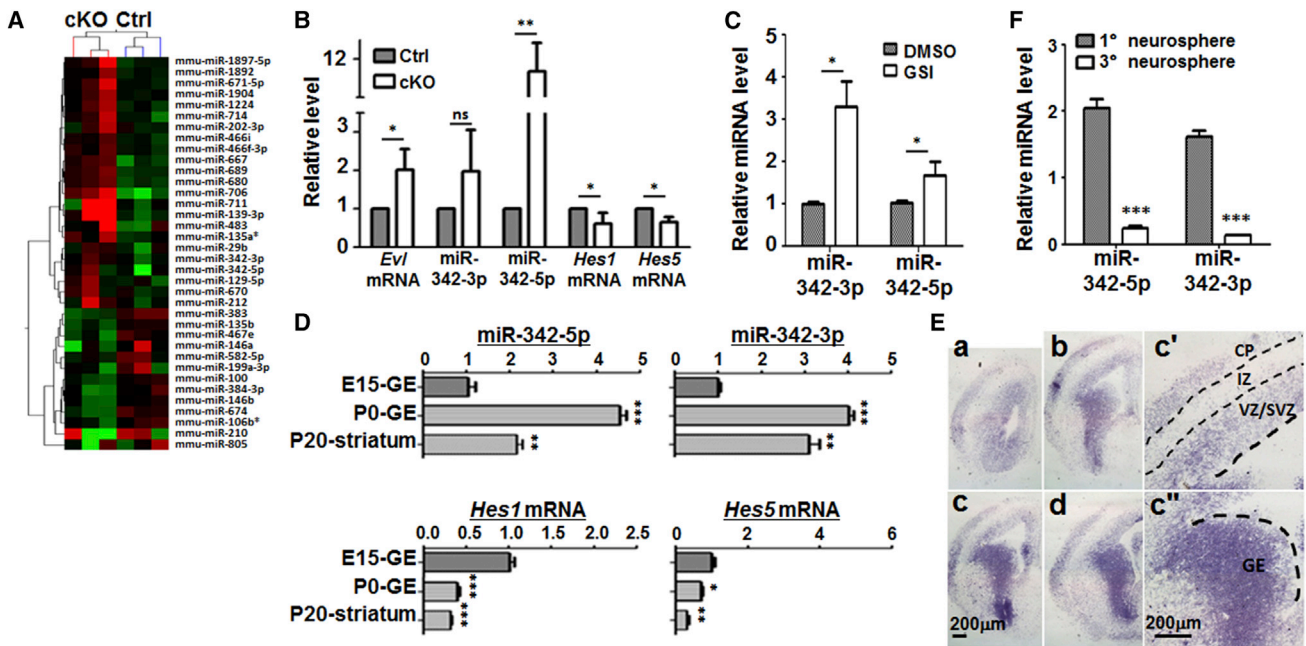 A
cKO Ctrl
mmu-miR-1897-5p
mmu-miR-1892
mmu-miR-671-5p
mmu-miR-1904
mmu-miR-1224
mmu-miR-714
mmu-miR-202-3p
mmu-miR-466i
mmu-miR-466f-3p
mmu-miR-667
mmu-miR-689
mmu-miR-680
mmu-miR-706
mmu-miR-711
mmu-miR-139-3p
mmu-miR-483
mmu-miR-135a*
mmu-miR-29b
mmu-miR-342-3p
mmu-miR-342-5p
mmu-miR-129-5p
mmu-miR-670
mmu-miR-212
mmu-miR-383
mmu-miR-135b
mmu-miR-467e
mmu-miR-146a
mmu-miR-582-5p
mmu-miR-199a-3p
mmu-miR-100
mmu-miR-384-3p
mmu-miR-146b
mmu-miR-674
mmu-miR-106b*
mmu-miR-210
mmu-miR-805
B
Relative level
12
3
2
1
0
Ctrl
cKO
* ns ** * *
Evl mRNA
miR-342-3p
miR-342-5p
Hes1 mRNA
Hes5 mRNA
C
Relative miRNA level
5
4
3
2
1
0
DMSO
GSI
* *
miR-342-3p
miR-342-5p
F
Relative miRNA level
3
2
1
0
1° neurosphere
3° neurosphere
*** ***
miR-342-5p
miR-342-3p
D
miR-342-5p
0 1 2 3 4 5
E15-GE
P0-GE ***
P20-striatum **
miR-342-3p
0 1 2 3 4 5
***
**
Hes1 mRNA
0.0 0.5 1.0 1.5 2.0 2.5
E15-GE
P0-GE ***
P20-striatum ***
Hes5 mRNA
0 2 4 6
*
**
E
a
b
c'
CP
IZ
VZ/SVZ
c
200µm
d
c"
GE
200µm